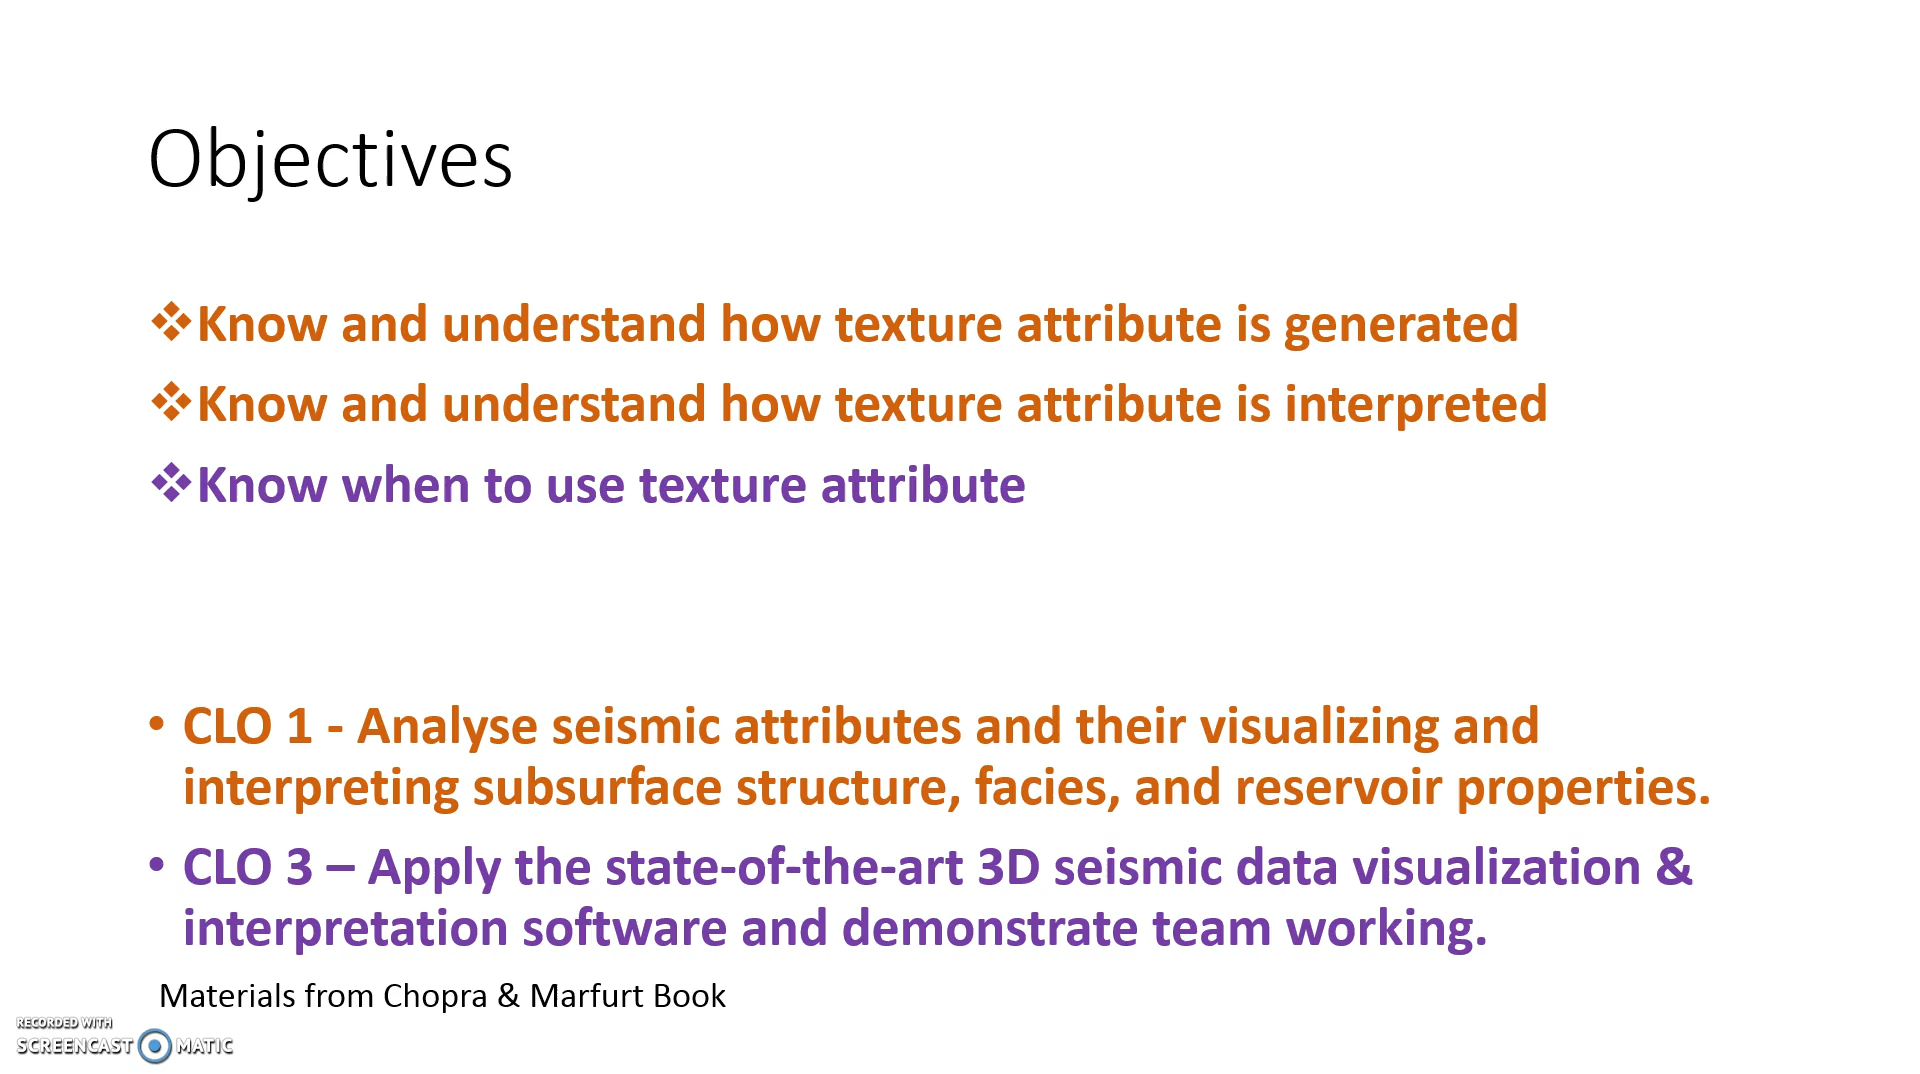 Objectives
❖Know and understand how texture attribute is generated
❖Know and understand how texture attribute is interpreted
❖Know when to use texture attribute
• CLO 1 - Analyse seismic attributes and their visualizing and
interpreting subsurface structure, facies, and reservoir properties.
• CLO 3 – Apply the state-of-the-art 3D seismic data visualization &
interpretation software and demonstrate team working.
Materials from Chopra & Marfurt Book
RECORDED WITH
SCREENCAST MATIC